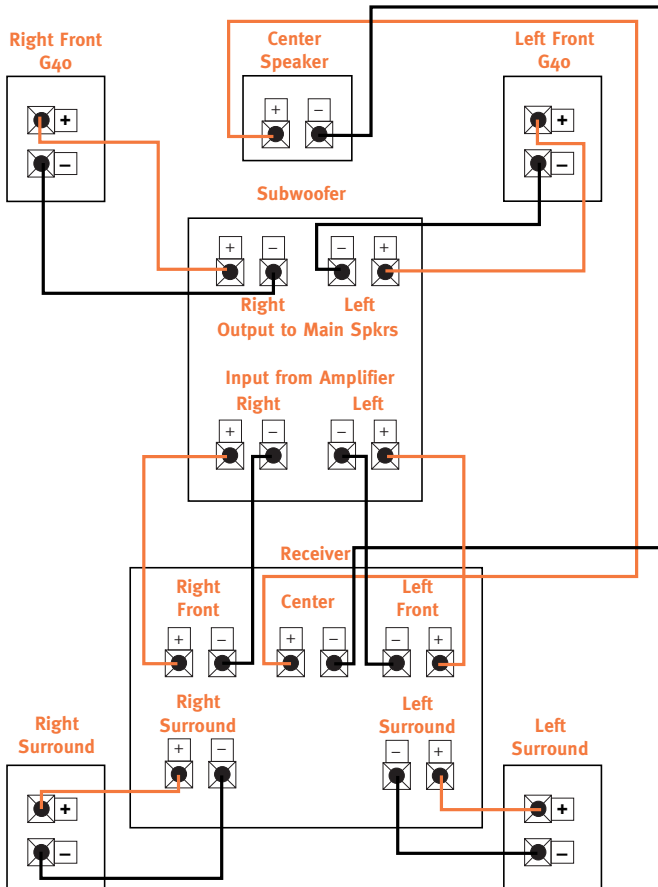 Right Front
G40
Center
Speaker
Left Front
G40
+
–
+ –
+
–
Subwoofer
+ – – +
Right Left
Output to Main Spkrs
Input from Amplifier
Right Left
+ – – +
Receiver
Right
Front
Center
Left
Front
+ – + – – +
Right
Surround
Left
Surround
+ – – +
Right
Surround
Left
Surround
+
–
+
–